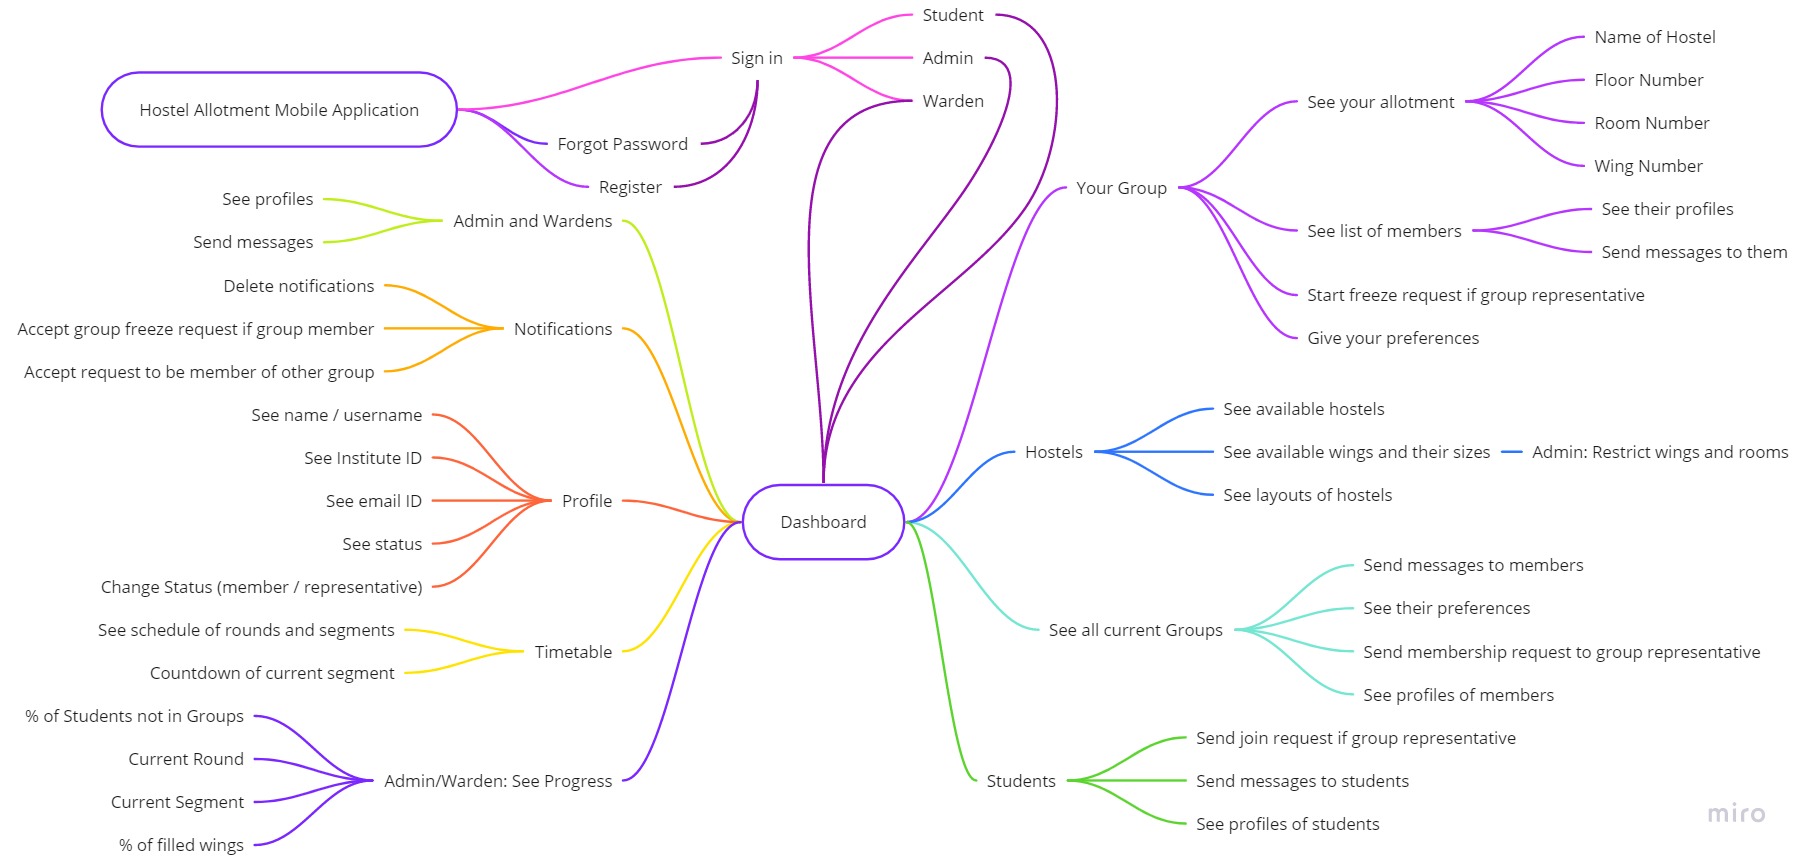 Hostel Allotment Mobile Application
Sign in
Student
Admin
Warden
Forgot Password
Register
Dashboard
Admin and Wardens
See profiles
Send messages
Notifications
Delete notifications
Accept group freeze request if group member
Accept request to be member of other group
Profile
See name / username
See Institute ID
See email ID
See status
Change Status (member / representative)
Timetable
See schedule of rounds and segments
Countdown of current segment
Admin/Warden: See Progress
% of Students not in Groups
Current Round
Current Segment
% of filled wings
Your Group
See your allotment
Name of Hostel
Floor Number
Room Number
Wing Number
See list of members
See their profiles
Send messages to them
Start freeze request if group representative
Give your preferences
Hostels
See available hostels
See available wings and their sizes
Admin: Restrict wings and rooms
See layouts of hostels
See all current Groups
Send messages to members
See their preferences
Send membership request to group representative
See profiles of members
Students
Send join request if group representative
Send messages to students
See profiles of students
miro